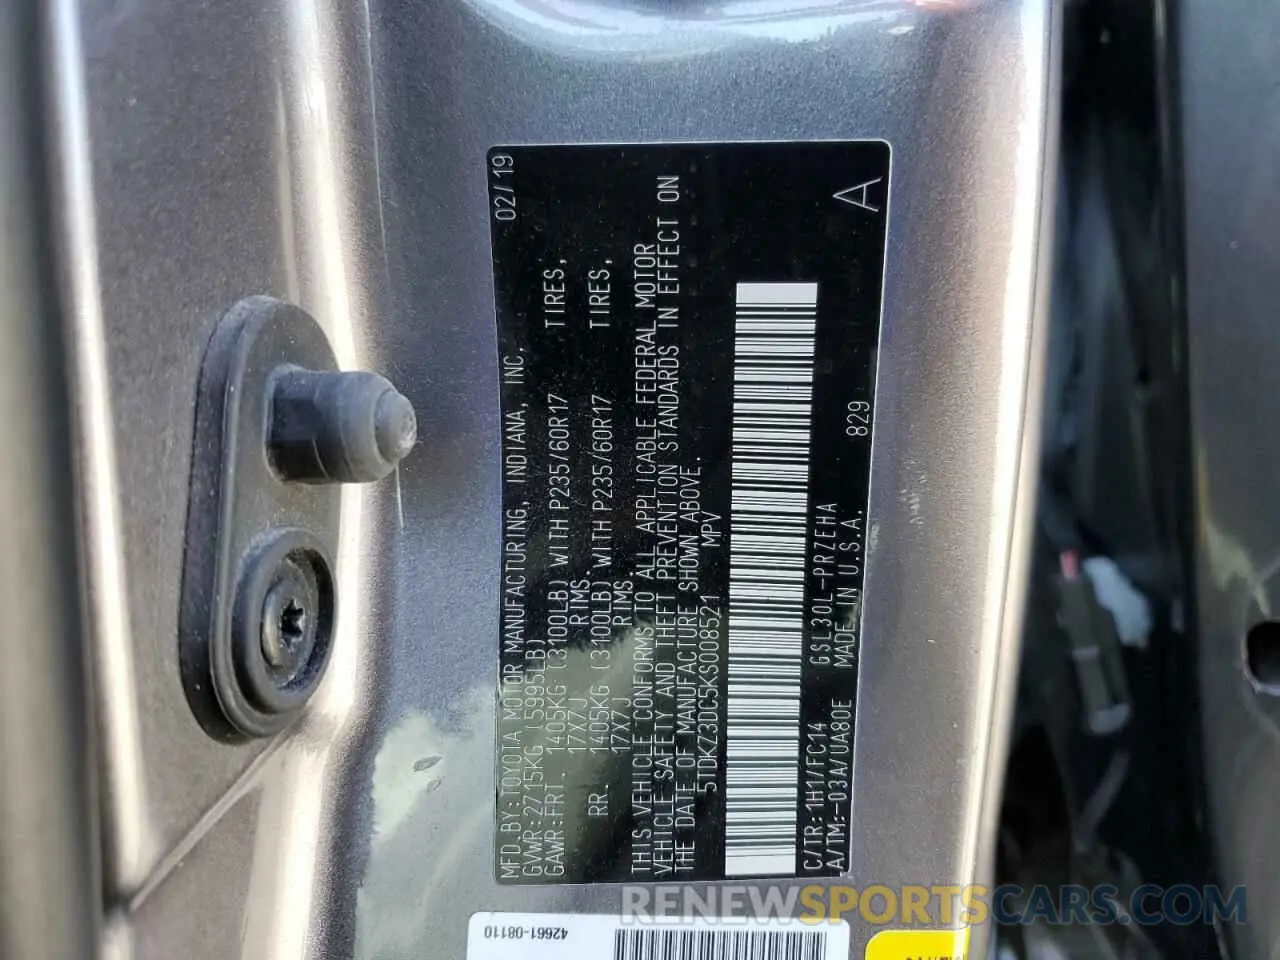 MFD.BY:TOYOTA MOTOR MANUFACTURING, INDIANA, INC. 02/19
GVWR:2715KG (5995LB)
GAWR:FRT. 1405KG (3100LB) WITH P235/60R17 TIRES,
17X7J RIMS,
RR. 1405KG (3100LB) WITH P235/60R17 TIRES,
17X7J RIMS
THIS VEHICLE CONFORMS TO ALL APPLICABLE FEDERAL MOTOR
VEHICLE SAFETY AND THEFT PREVENTION STANDARDS IN EFFECT ON
THE DATE OF MANUFACTURE SHOWN ABOVE.
5TDKZ3DC5KS008521 MPV
C/TR:1H1/FC14 GSL30L-PRZEHA
A/TM:-03A/UA80E MADE IN U.S.A. 829 A
42661-08110
RENEWSPORTSCARS.COM